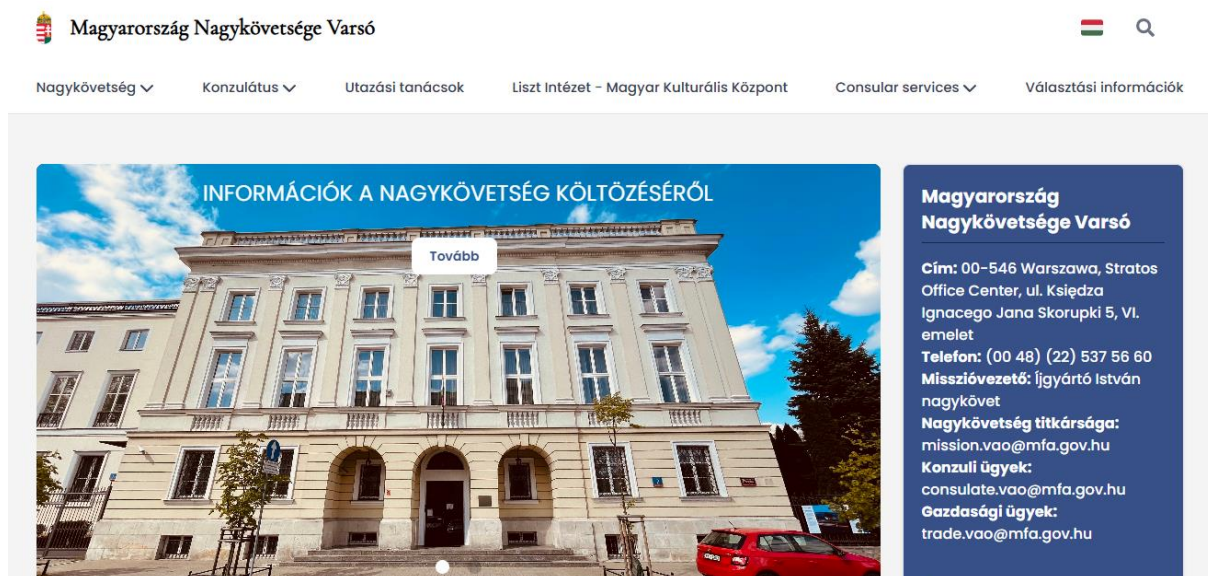 Magyarország Nagykövetsége Varsó
Nagykövetség
Konzulátus
Utazási tanácsok
Liszt Intézet - Magyar Kulturális Központ
Consular services
Választási információk
INFORMÁCIÓK A NAGYKÖVETSÉG KÖLTÖZÉSÉRŐL
Tovább
Magyarország
Nagykövetsége Varsó
Cím: 00-546 Warszawa, Stratos
Office Center, ul. Księdza
Ignacego Jana Skorupki 5, VI.
emelet
Telefon: (00 48) (22) 537 56 60
Misszióvezető: Íjgyártó István
nagykövet
Nagykövetség titkársága:
mission.vao@mfa.gov.hu
Konzuli ügyek:
consulate.vao@mfa.gov.hu
Gazdasági ügyek:
trade.vao@mfa.gov.hu